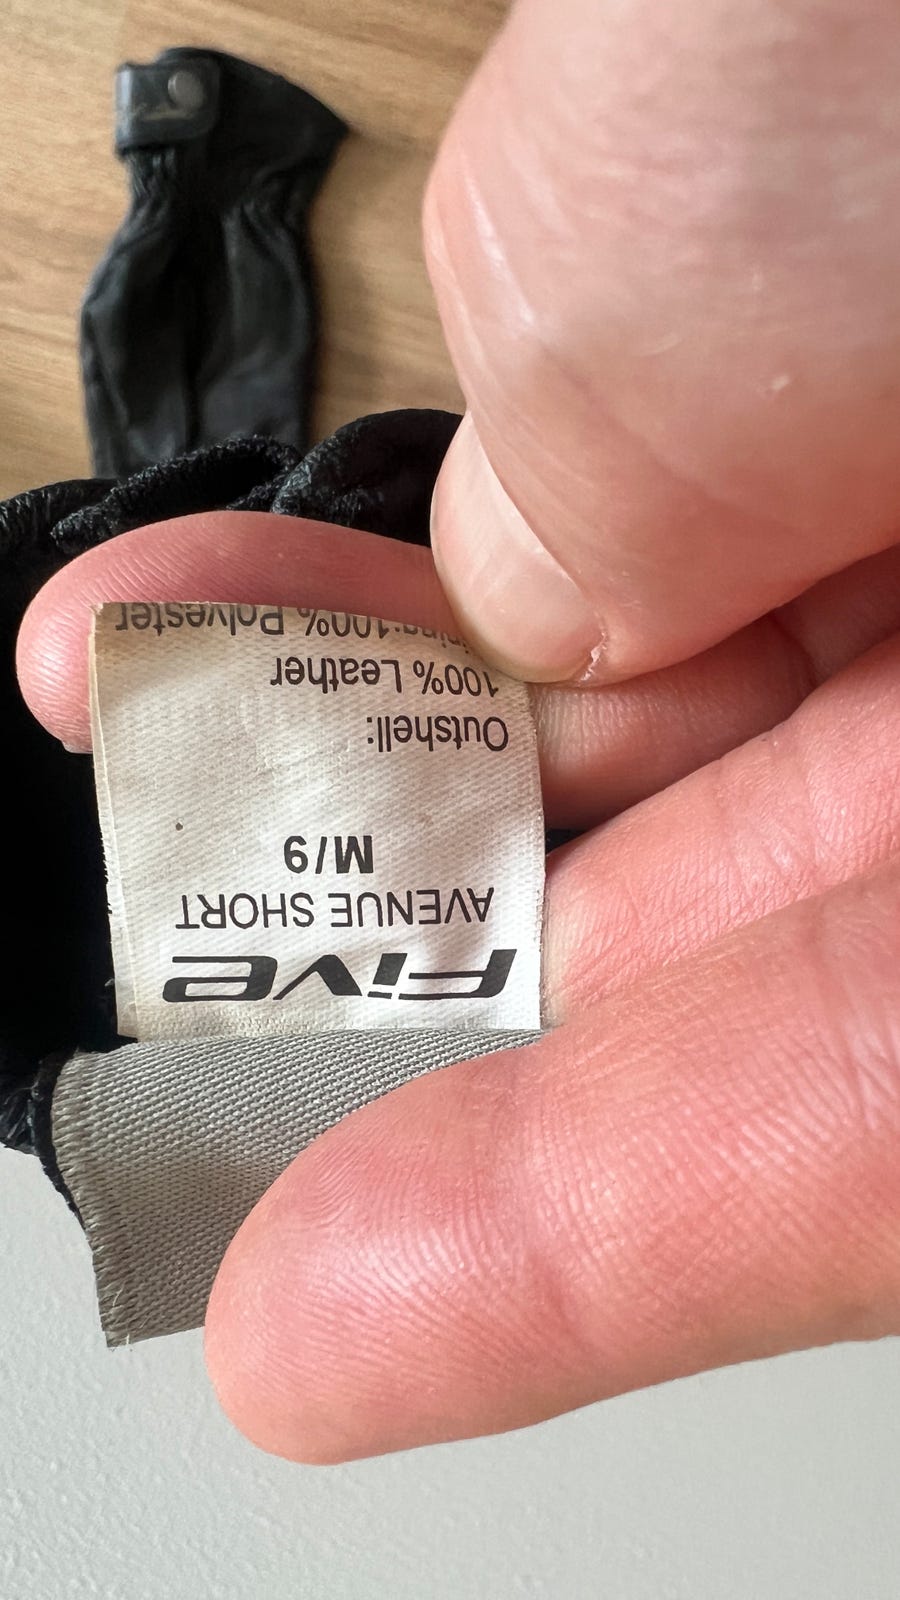 Five
AVENUE SHORT
M/9
Outshell:
100% Leather
100% Polyester